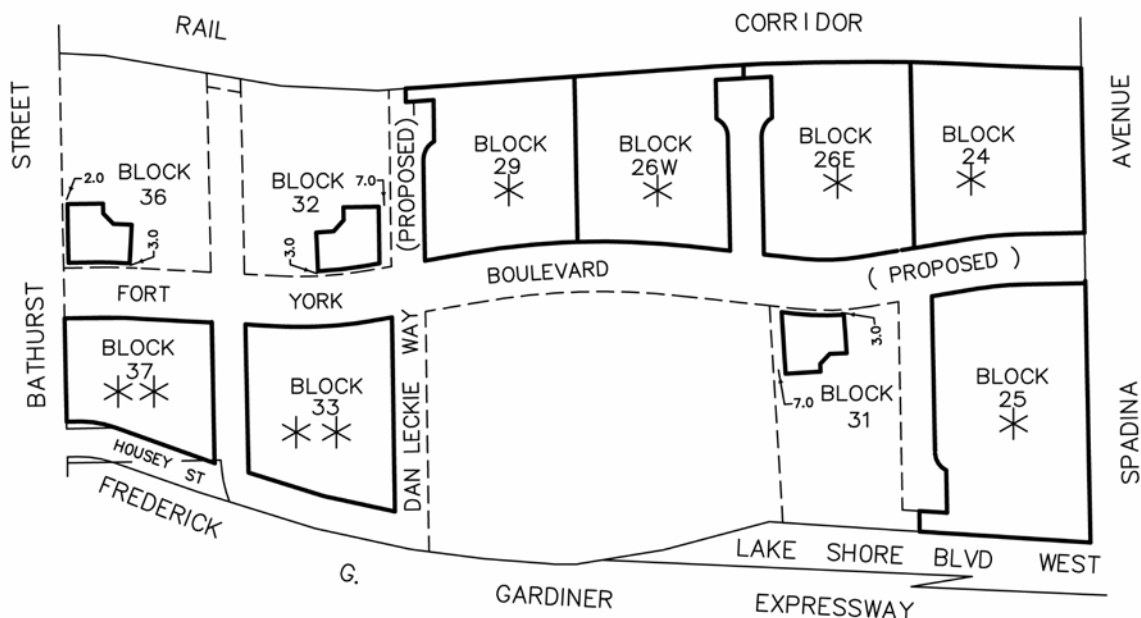 RAIL
CORRIDOR
STREET
AVENUE
BLOCK
29
BLOCK
26W
BLOCK
26E
BLOCK
24
2.0
BLOCK
36
3.0
BLOCK
32
7.0
3.0
(PROPOSED)
BOULEVARD
( PROPOSED )
FORT
YORK
BATHURST
BLOCK
37
BLOCK
33
DAN LECKIE WAY
3.0
7.0
BLOCK
31
BLOCK
25
SPADINA
HOUSEY ST
FREDERICK
G.
GARDINER
EXPRESSWAY
LAKE SHORE BLVD WEST